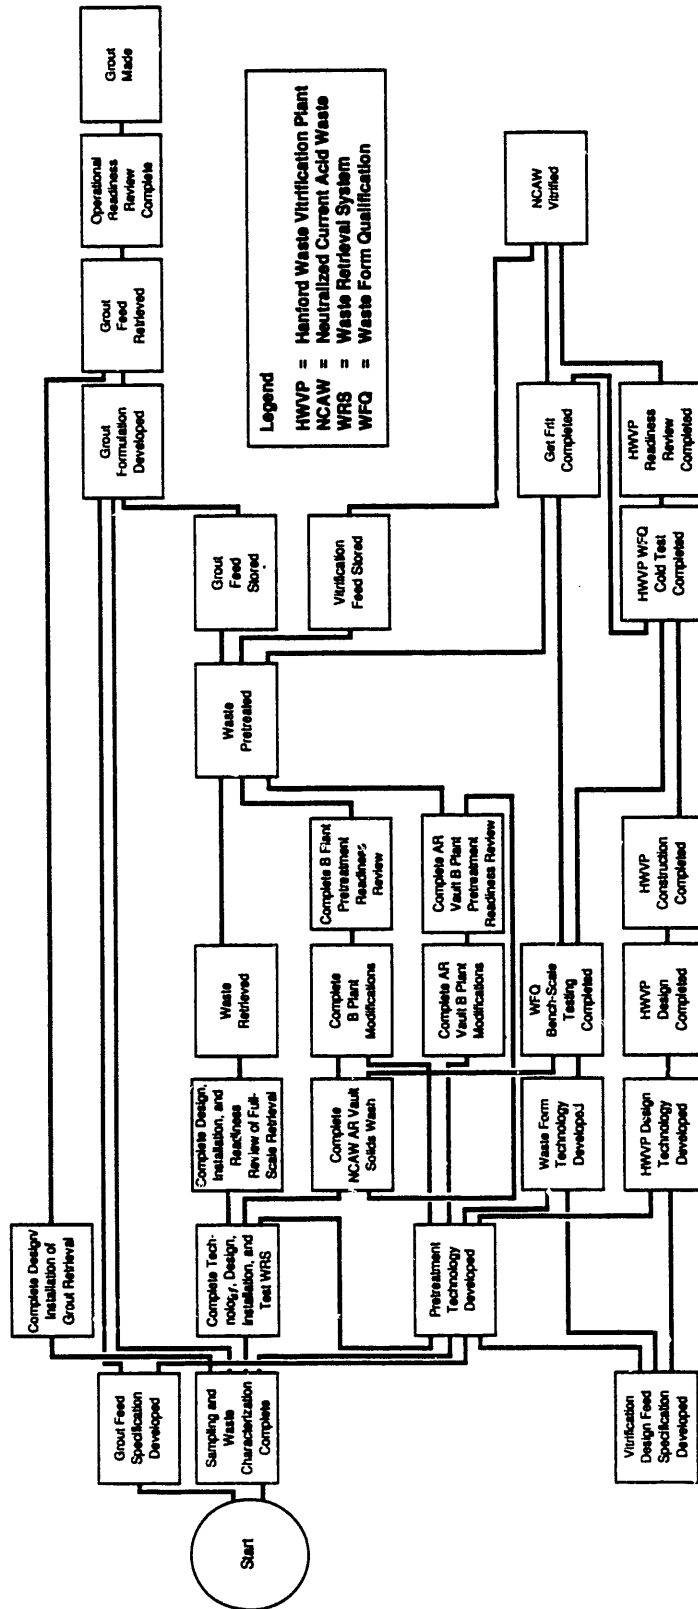 Start
Grout Feed
Specification
Developed
Sampling and
Waste
Characterization
Complete
Vitrification
Design Feed
Specification
Developed
Complete Design/
Installation of
Grout Retrieval
Complete Tech-
nology, Design,
Installation, and
Test WRS
Pretreatment
Technology
Developed
Complete Design,
Installation, and
Readiness
Review of Full-
Scale Retrieval
Complete
NCAW AR Vault
Solids Wash
Waste Form
Technology
Developed
HWVP Design
Technology
Developed
Waste
Retrieved
Complete
B Plant
Modifications
Complete AR
Vault B Plant
Modifications
WFQ
Bench-Scale
Testing
Completed
HWVP
Design
Completed
Complete B Plant
Pretreatment
Readiness
Review
Complete AR
Vault B Plant
Pretreatment
Readiness Review
HWVP
Construction
Completed
Waste
Pretreated
Grout
Feed
Stored
Vitrification
Feed Stored
HWVP WFQ
Cold Test
Completed
Grout
Formulation
Developed
Get Frit
Completed
HWVP
Readiness
Review
Completed
Grout
Feed
Retrieved
Operational
Readiness
Review
Complete
Grout
Made
NCAW
Vitrified
Legend
HWVP = Hanford Waste Vitrification Plant
NCAW = Neutralized Current Acid Waste
WRS = Waste Retrieval System
WFQ = Waste Form Qualification